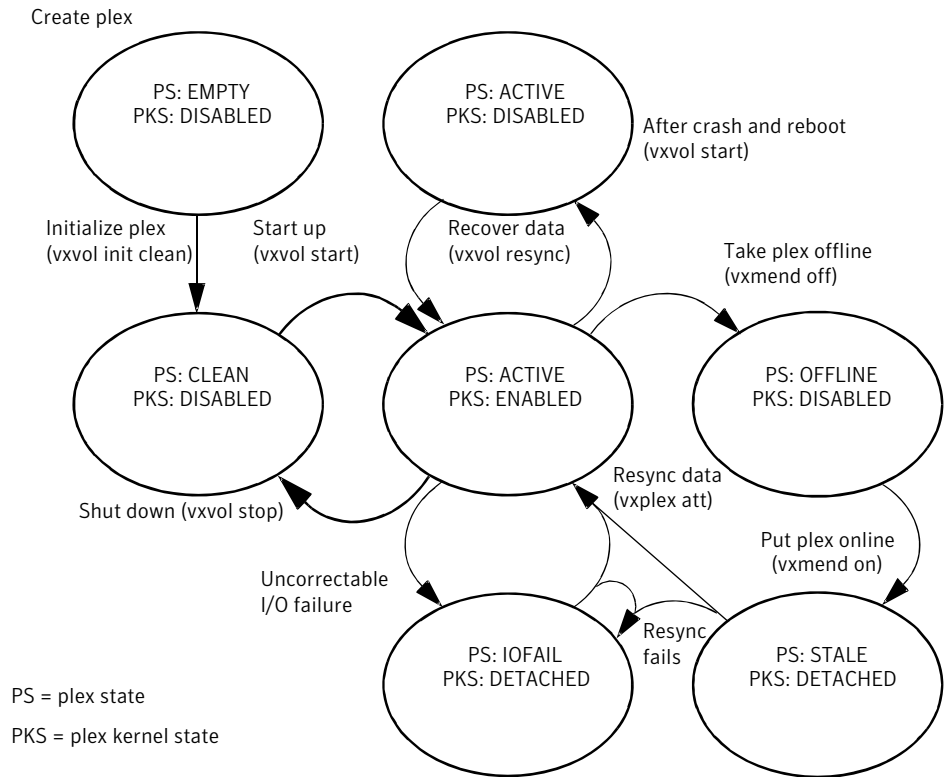 Create plex
PS: EMPTY
PKS: DISABLED
PS: ACTIVE
PKS: DISABLED
After crash and reboot
(vxvol start)
Initialize plex
(vxvol init clean)
Start up
(vxvol start)
Recover data
(vxvol resync)
Take plex offline
(vxmend off)
PS: CLEAN
PKS: DISABLED
PS: ACTIVE
PKS: ENABLED
PS: OFFLINE
PKS: DISABLED
Shut down (vxvol stop)
Resync data
(vxplex att)
Put plex online
(vxmend on)
Uncorrectable
I/O failure
Resync
fails
PS: IOFAIL
PKS: DETACHED
PS: STALE
PKS: DETACHED
PS = plex state
PKS = plex kernel state